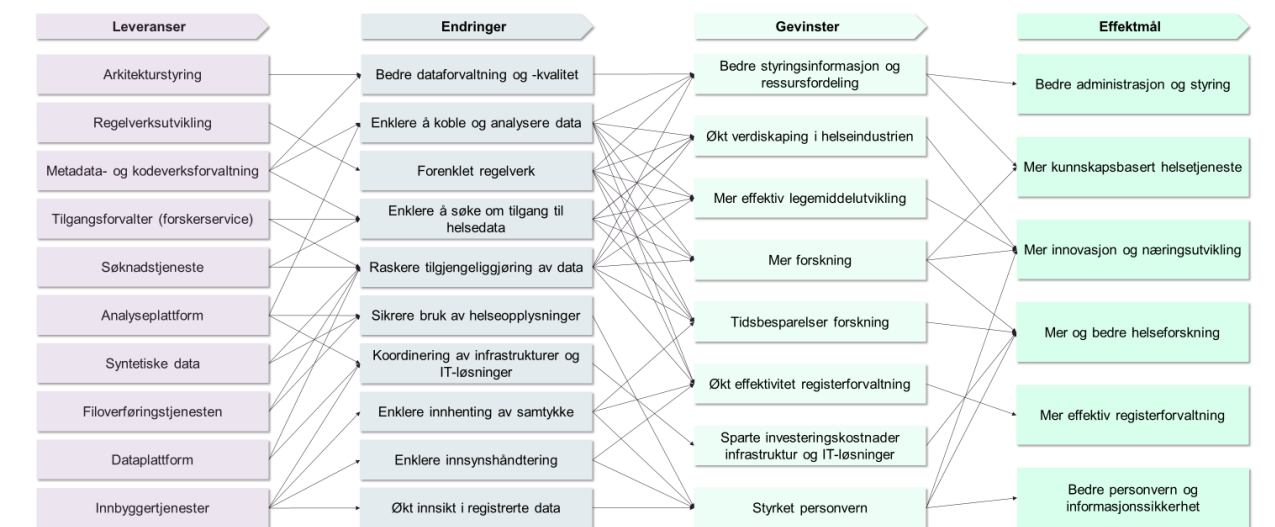 Leveranser
Endringer
Gevinster
Effektmål
Arkitekturstyring
Regelverksutvikling
Metadata- og kodeverksforvaltning
Tilgangsforvalter (forskerservice)
Søknadstjeneste
Analyseplattform
Syntetiske data
Filoverføringstjenesten
Dataplattform
Innbyggertjenester
Bedre dataforvaltning og -kvalitet
Enklere å koble og analysere data
Forenklet regelverk
Enklere å søke om tilgang til
helsedata
Raskere tilgjengeliggjøring av data
Sikrere bruk av helseopplysninger
Koordinering av infrastrukturer og
IT-løsninger
Enklere innhenting av samtykke
Enklere innsynshåndtering
Økt innsikt i registrerte data
Bedre styringsinformasjon og
ressursfordeling
Økt verdiskaping i helseindustrien
Mer effektiv legemiddelutvikling
Mer forskning
Tidsbesparelser forskning
Økt effektivitet registerforvaltning
Sparte investeringskostnader
infrastruktur og IT-løsninger
Styrket personvern
Bedre administrasjon og styring
Mer kunnskapsbasert helsetjeneste
Mer innovasjon og næringsutvikling
Mer og bedre helseforskning
Mer effektiv registerforvaltning
Bedre personvern og
informasjonssikkerhet